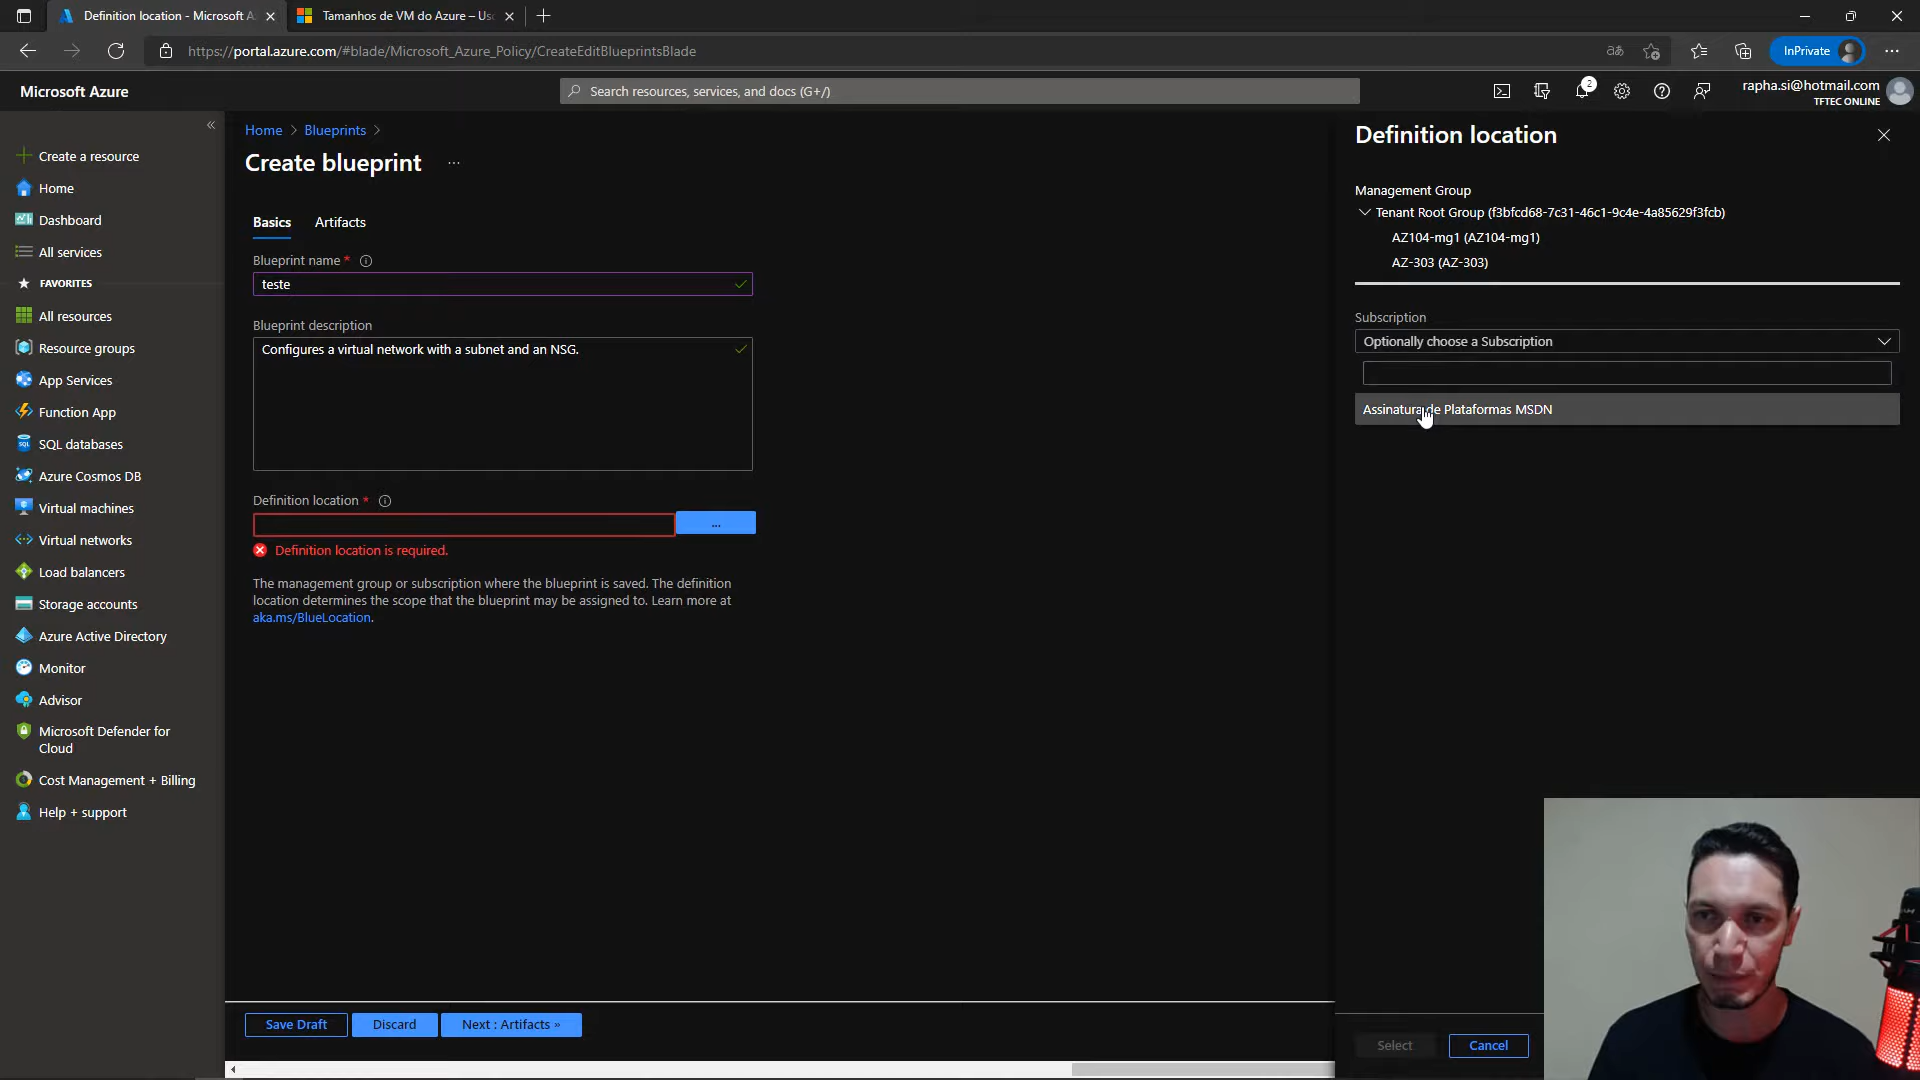 Definition location - Microsoft A
Tamanhos de VM do Azure – Us
https://portal.azure.com/#blade/Microsoft_Azure_Policy/CreateEditBlueprintsBlade
InPrivate
Microsoft Azure
Search resources, services, and docs (G+/)
2
rapha.si@hotmail.com
TFTEC ONLINE
Create a resource
Home
Dashboard
All services
FAVORITES
All resources
Resource groups
App Services
Function App
SQL databases
Azure Cosmos DB
Virtual machines
Virtual networks
Load balancers
Storage accounts
Azure Active Directory
Monitor
Advisor
Microsoft Defender for
Cloud
Cost Management + Billing
Help + support
Home > Blueprints >
Create blueprint ...
Basics Artifacts
Blueprint name *
teste
Blueprint description
Configures a virtual network with a subnet and an NSG.
Definition location *
...
Definition location is required.
The management group or subscription where the blueprint is saved. The definition
location determines the scope that the blueprint may be assigned to. Learn more at
aka.ms/BlueLocation.
Save Draft
Discard
Next : Artifacts »
Definition location
Management Group
Tenant Root Group (f3bfcd68-7c31-46c1-9c4e-4a85629f3fcb)
AZ104-mg1 (AZ104-mg1)
AZ-303 (AZ-303)
Subscription
Optionally choose a Subscription
Assinatura de Plataformas MSDN
Select
Cancel